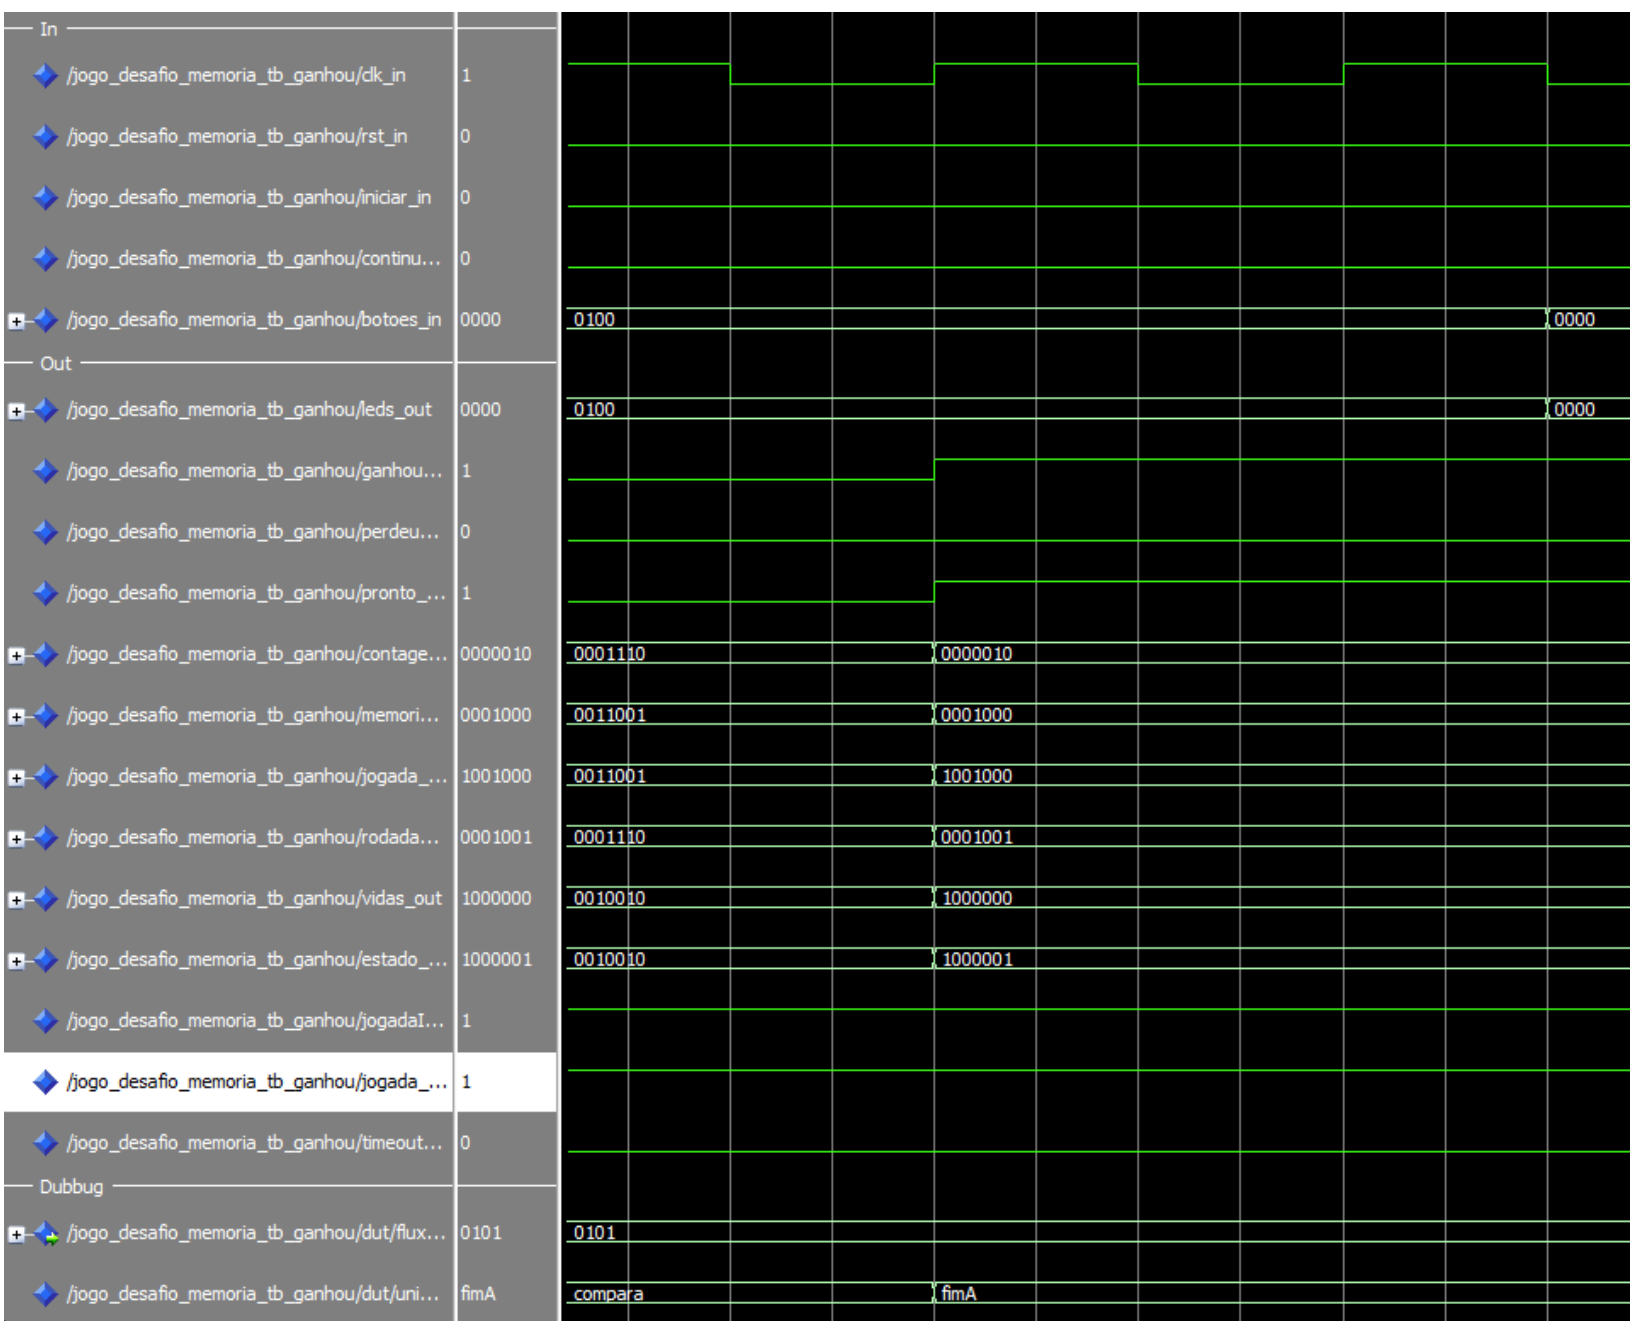 In
/jogo_desafio_memoria_tb_ganhou/clk_in 1
/jogo_desafio_memoria_tb_ganhou/rst_in 0
/jogo_desafio_memoria_tb_ganhou/iniciar_in 0
/jogo_desafio_memoria_tb_ganhou/continu... 0
/jogo_desafio_memoria_tb_ganhou/botoes_in 0000 0100 0000
Out
/jogo_desafio_memoria_tb_ganhou/leds_out 0000 0100 0000
/jogo_desafio_memoria_tb_ganhou/ganhou... 1
/jogo_desafio_memoria_tb_ganhou/perdeu... 0
/jogo_desafio_memoria_tb_ganhou/pronto_... 1
/jogo_desafio_memoria_tb_ganhou/contage... 0000010 0001110 0000010
/jogo_desafio_memoria_tb_ganhou/memori... 0001000 0011001 0001000
/jogo_desafio_memoria_tb_ganhou/jogada_... 1001000 0011001 1001000
/jogo_desafio_memoria_tb_ganhou/rodada... 0001001 0001110 0001001
/jogo_desafio_memoria_tb_ganhou/vidas_out 1000000 0010010 1000000
/jogo_desafio_memoria_tb_ganhou/estado_... 1000001 0010010 1000001
/jogo_desafio_memoria_tb_ganhou/jogadaI... 1
/jogo_desafio_memoria_tb_ganhou/jogada_... 1
/jogo_desafio_memoria_tb_ganhou/timeout... 0
Dubbug
/jogo_desafio_memoria_tb_ganhou/dut/flux... 0101 0101
/jogo_desafio_memoria_tb_ganhou/dut/uni... fimA compara fimA